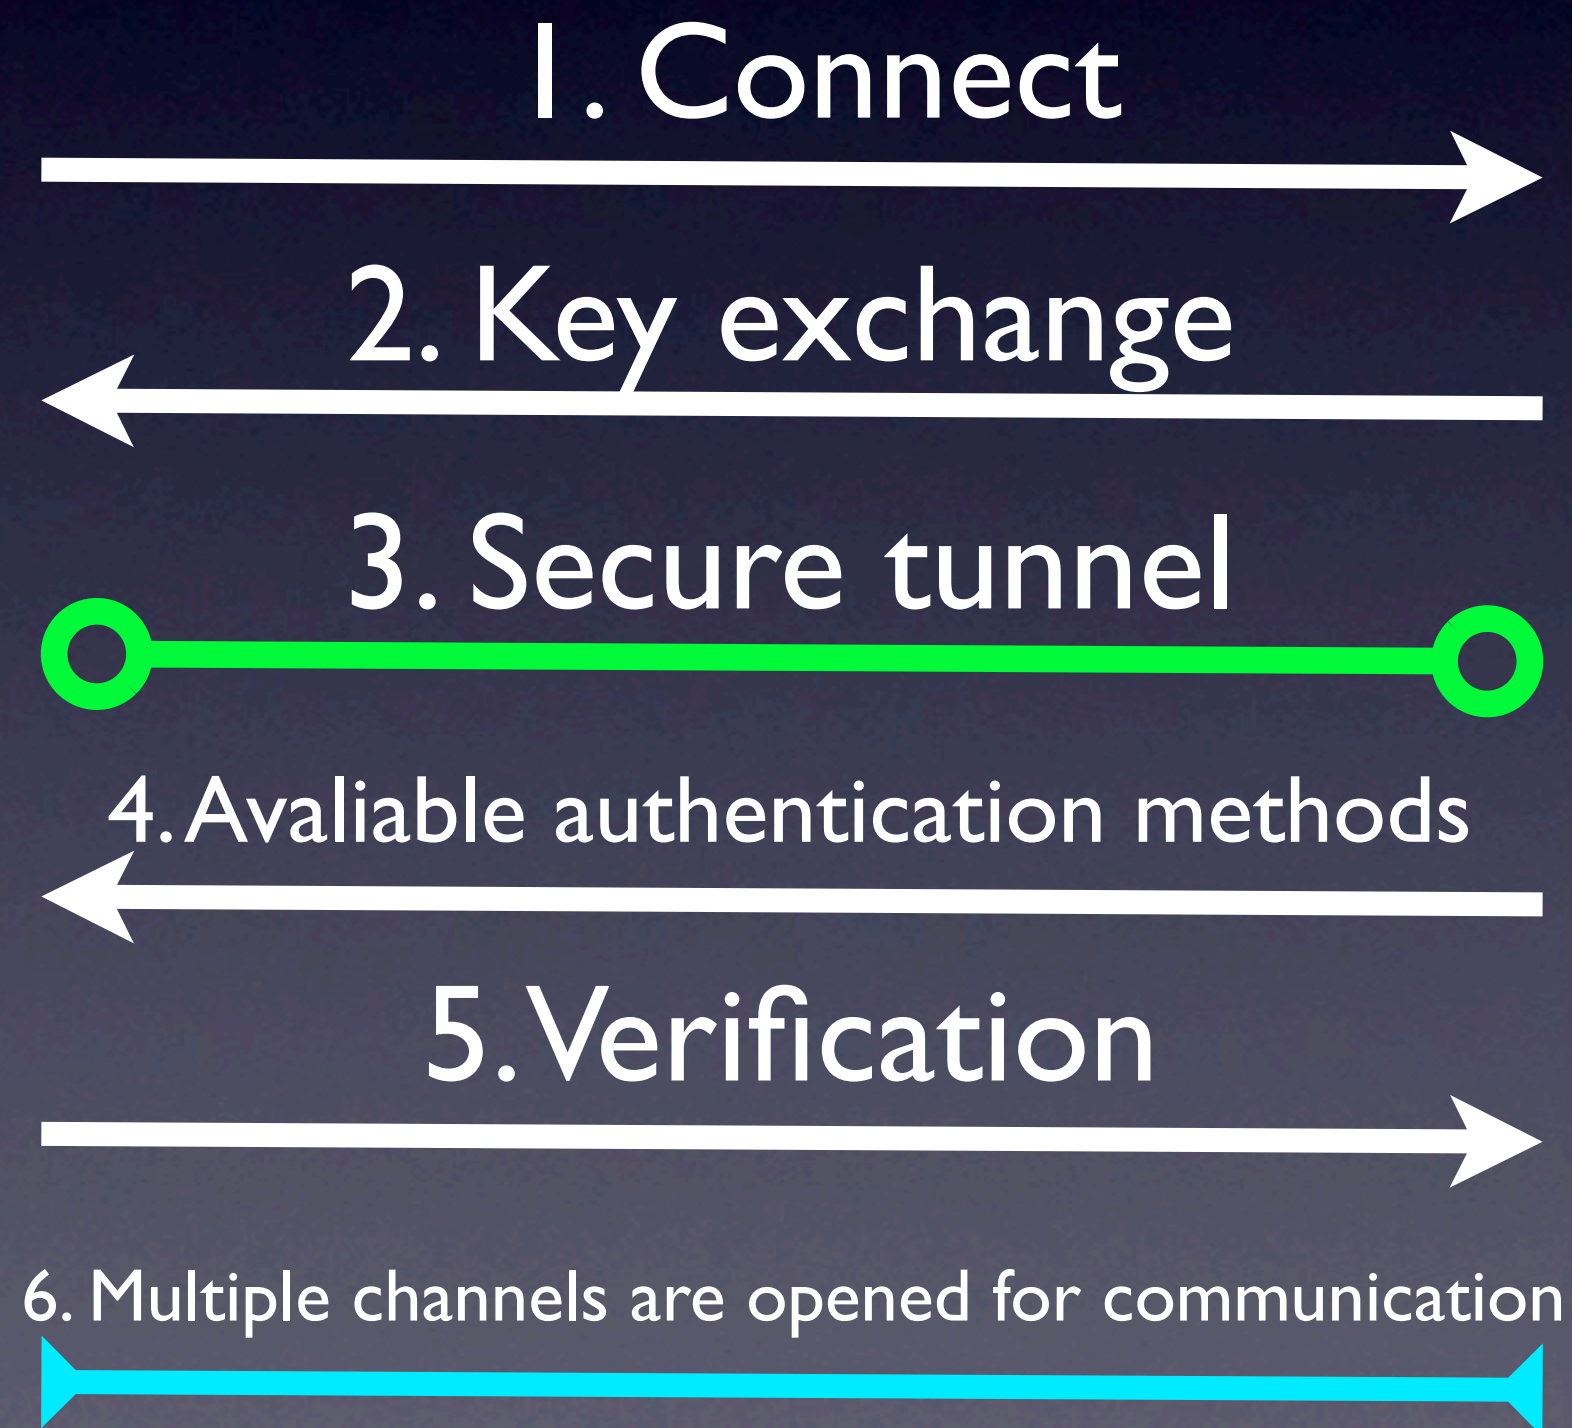 1. Connect
2. Key exchange
3. Secure tunnel
4. Avaliable authentication methods
5. Verification
6. Multiple channels are opened for communication